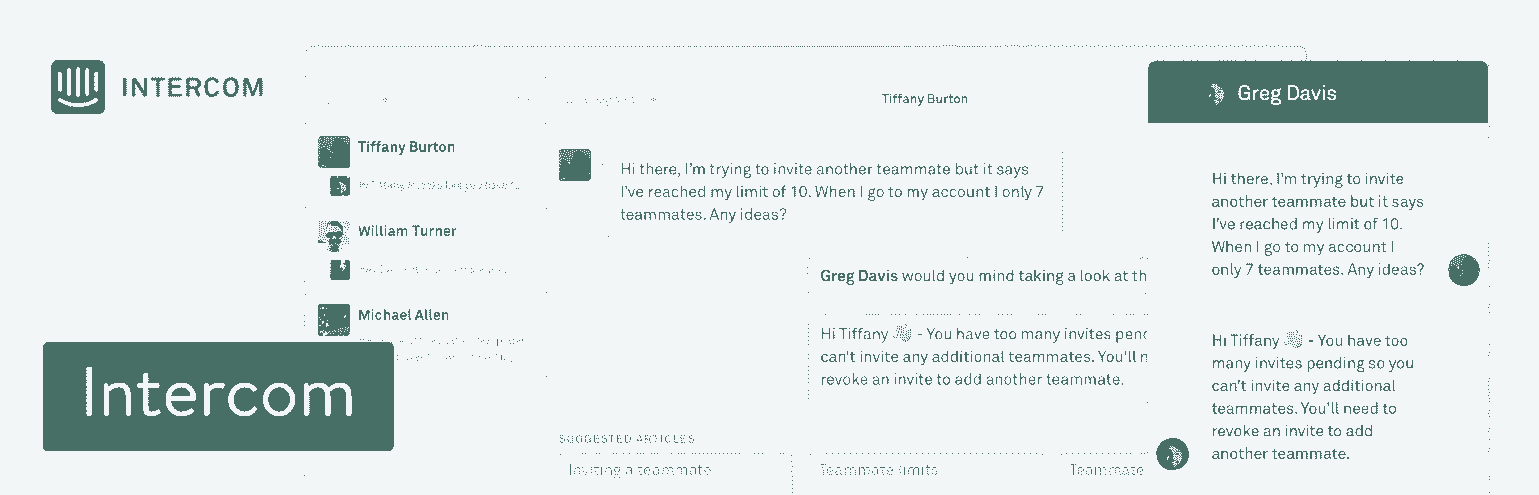 INTERCOM
Intercom
Tiffany Burton
William Turner
Michael Allen
Tiffany Burton
Hi there, I'm trying to invite another teammate but it says
I've reached my limit of 10. When I go to my account I only 7
teammates. Any ideas?
Greg Davis would you mind taking a look at th
Hi Tiffany 👋 - You have too many invites pend
can't invite any additional teammates. You'll n
revoke an invite to add another teammate.
SUGGESTED ARTICLES
Inviting a teammate
Teammate limits
Teammate
Greg Davis
Hi there, I'm trying to invite
another teammate but it says
I've reached my limit of 10.
When I go to my account I
only 7 teammates. Any ideas?
Hi Tiffany 👋 - You have too
many invites pending so you
can't invite any additional
teammates. You'll need to
revoke an invite to add
another teammate.